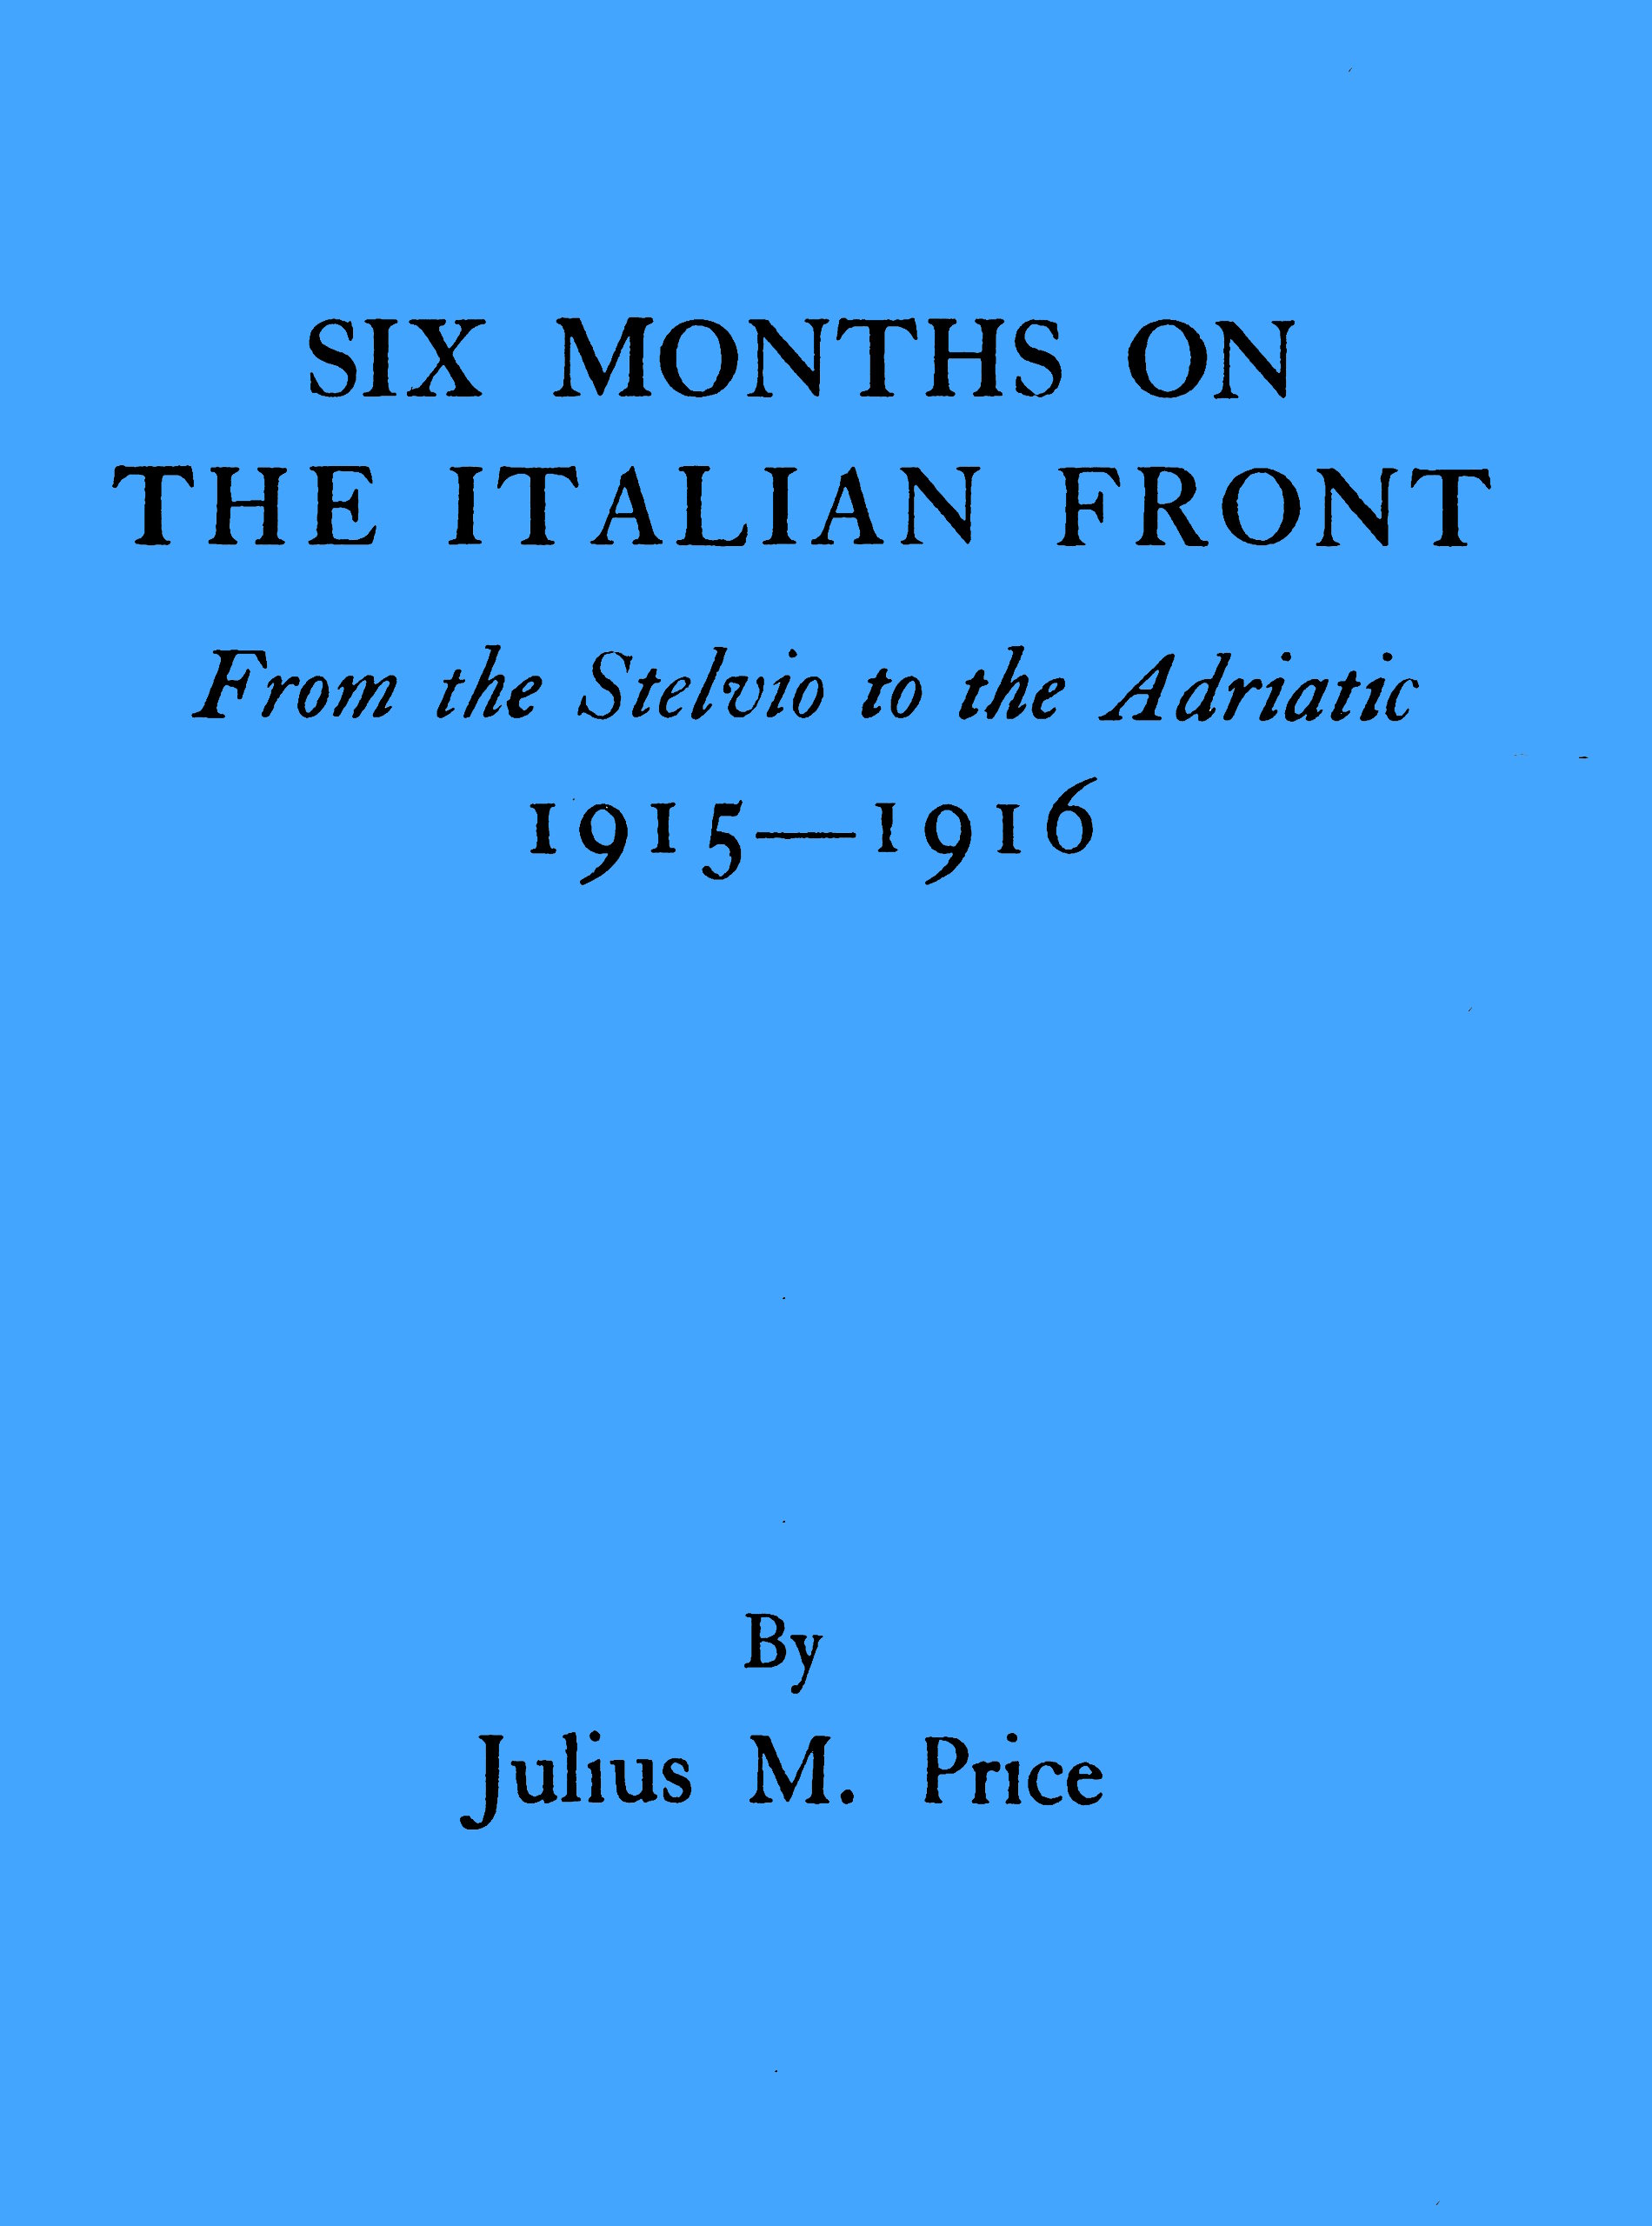 SIX MONTHS ON
THE ITALIAN FRONT
From the Stelvio to the Adriatic
1915—1916
By
Julius M. Price